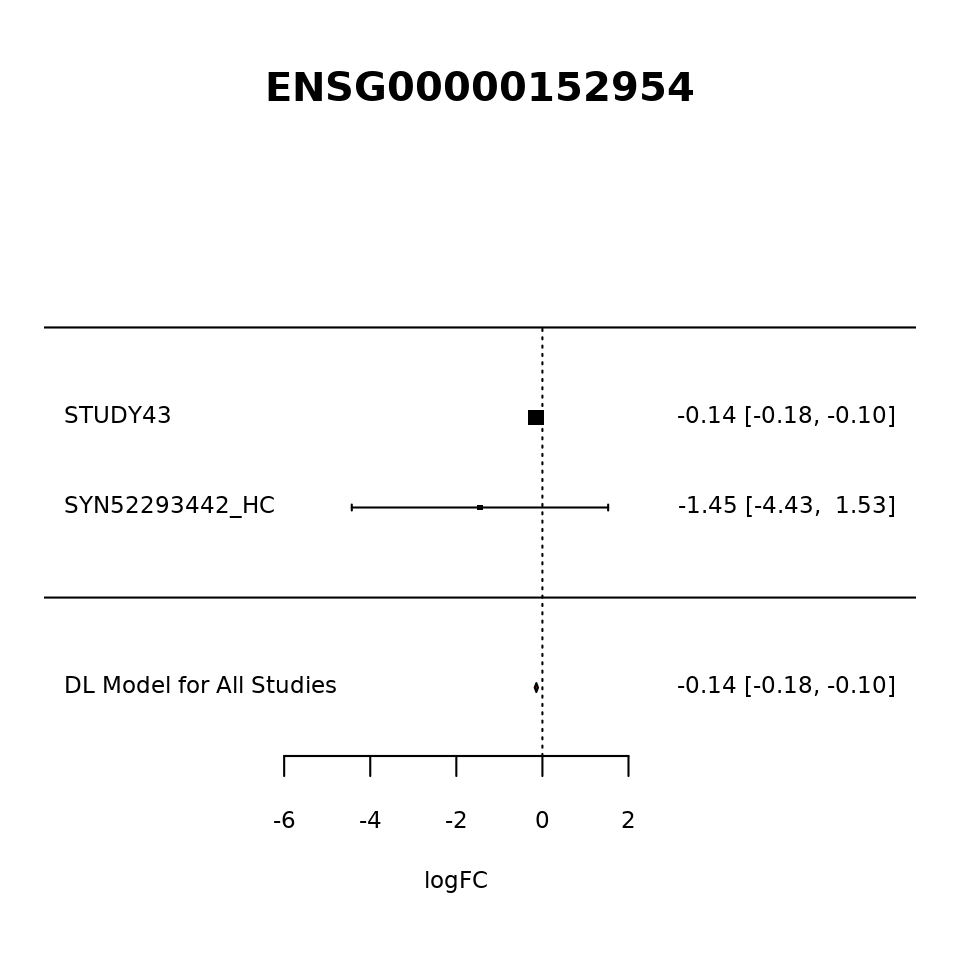 ENSG00000152954
STUDY43 -0.14 [-0.18, -0.10]
SYN52293442_HC -1.45 [-4.43, 1.53]
DL Model for All Studies -0.14 [-0.18, -0.10]
-6 -4 -2 0 2
logFC